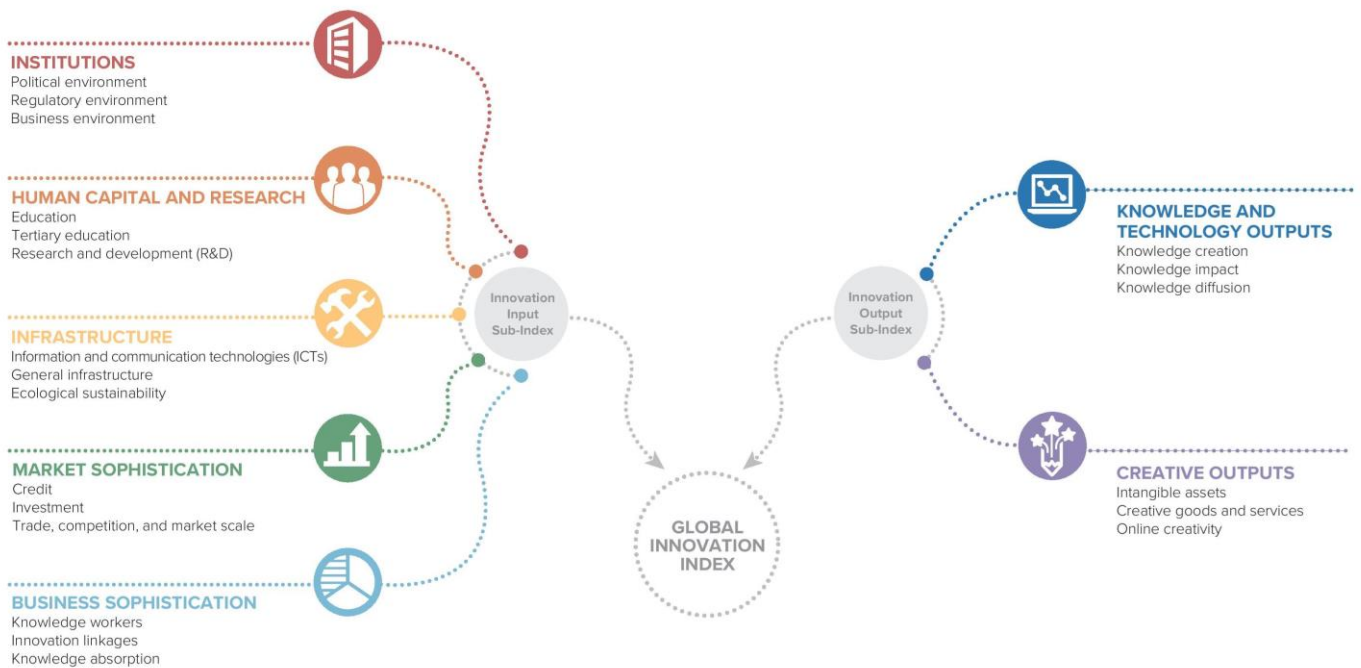 INSTITUTIONS
Political environment
Regulatory environment
Business environment
HUMAN CAPITAL AND RESEARCH
Education
Tertiary education
Research and development (R&D)
INFRASTRUCTURE
Information and communication technologies (ICTs)
General infrastructure
Ecological sustainability
MARKET SOPHISTICATION
Credit
Investment
Trade, competition, and market scale
BUSINESS SOPHISTICATION
Knowledge workers
Innovation linkages
Knowledge absorption
Innovation
Input
Sub-Index
GLOBAL
INNOVATION
INDEX
Innovation
Output
Sub-Index
KNOWLEDGE AND
TECHNOLOGY OUTPUTS
Knowledge creation
Knowledge impact
Knowledge diffusion
CREATIVE OUTPUTS
Intangible assets
Creative goods and services
Online creativity